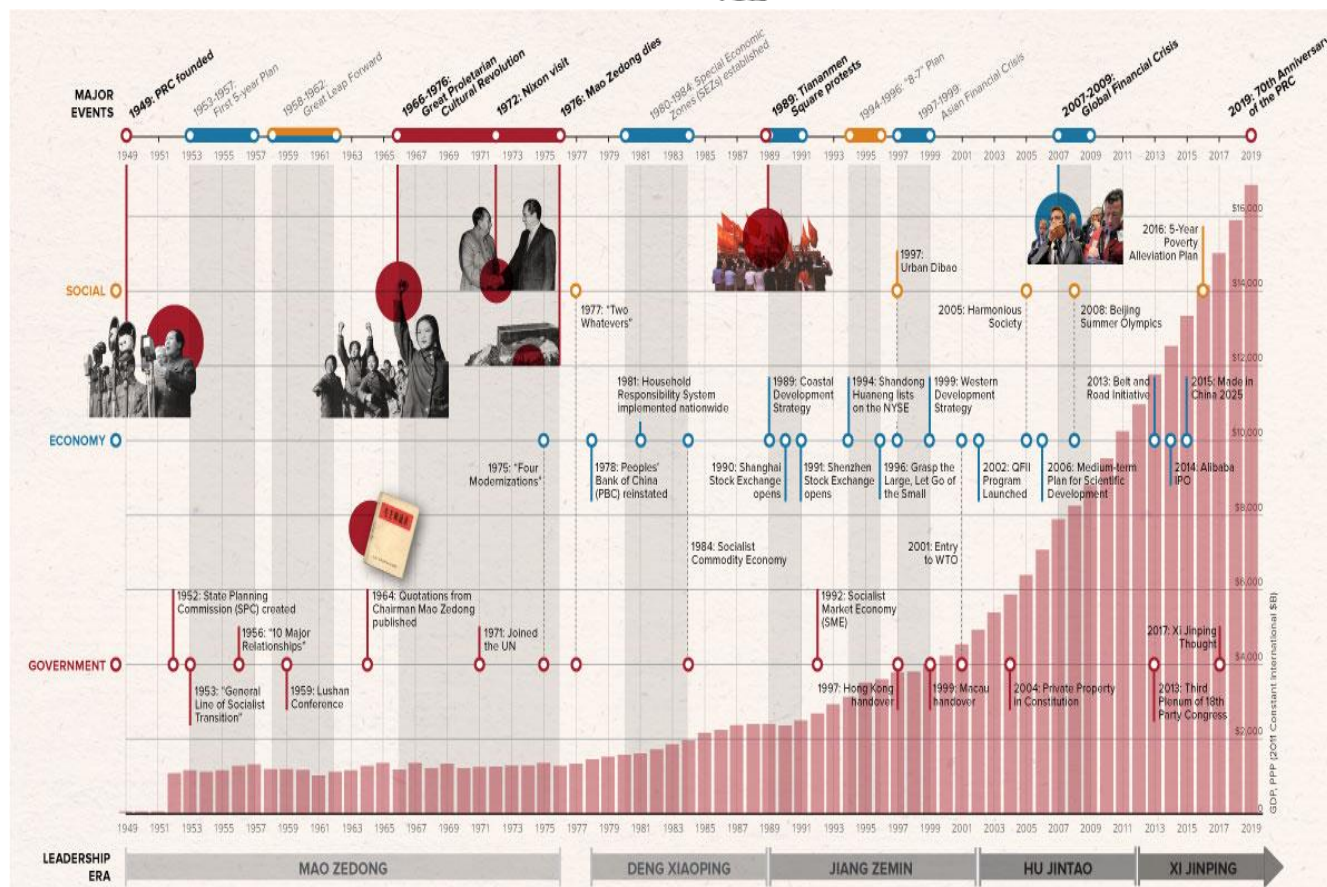 MAJOR
EVENTS
1949: PRC founded
1953-1957:
First 5-year Plan
1958-1962:
Great Leap Forward
1966-1976:
Great Proletarian
Cultural Revolution
1972: Nixon visit
1976: Mao Zedong dies
1980-1984: Special Economic
Zones (SEZs) established
1989: Tiananmen
Square protests
1994-1996: "8-7" Plan
1997-1999:
Asian Financial Crisis
2007-2009:
Global Financial Crisis
2019: 70th Anniversary
of the PRC
1949 1951 1953 1955 1957 1959 1961 1963 1965 1967 1969 1971 1973 1975 1977 1979 1981 1983 1985 1987 1989 1991 1993 1995 1997 1999 2001 2003 2005 2007 2009 2011 2013 2015 2017 2019
$16,000
SOCIAL
1977: "Two
Whatevers"
1997:
Urban Dibao
2005: Harmonious
Society
2008: Beijing
Summer Olympics
2016: 5-Year
Poverty
Alleviation Plan
$14,000
$12,000
ECONOMY
1975: "Four
Modernizations"
1978: Peoples'
Bank of China
(PBC) reinstated
1981: Household
Responsibility System
implemented nationwide
1984: Socialist
Commodity Economy
1989: Coastal
Development
Strategy
1990: Shanghai
Stock Exchange
opens
1991: Shenzhen
Stock Exchange
opens
1994: Shandong
Huaneng lists
on the NYSE
1996: Grasp the
Large, Let Go of
the Small
1999: Western
Development
Strategy
2001: Entry
to WTO
2002: QFII
Program
Launched
2006: Medium-term
Plan for Scientific
Development
2013: Belt and
Road Initiative
2014: Alibaba
IPO
2015: Made in
China 2025
$10,000
$8,000
$6,000
GOVERNMENT
1952: State Planning
Commission (SPC) created
1953: "General
Line of Socialist
Transition"
1956: "10 Major
Relationships"
1959: Lushan
Conference
1964: Quotations from
Chairman Mao Zedong
published
1971: Joined
the UN
1992: Socialist
Market Economy
(SME)
1997: Hong Kong
handover
1999: Macau
handover
2004: Private Property
in Constitution
2013: Third
Plenum of 18th
Party Congress
2017: Xi Jinping
Thought
$4,000
$2,000
0
GDP, PPP (2011 Constant International $B)
1949 1951 1953 1955 1957 1959 1961 1963 1965 1967 1969 1971 1973 1975 1977 1979 1981 1983 1985 1987 1989 1991 1993 1995 1997 1999 2001 2003 2005 2007 2009 2011 2013 2015 2017 2019
LEADERSHIP
ERA
MAO ZEDONG
DENG XIAOPING
JIANG ZEMIN
HU JINTAO
XI JINPING